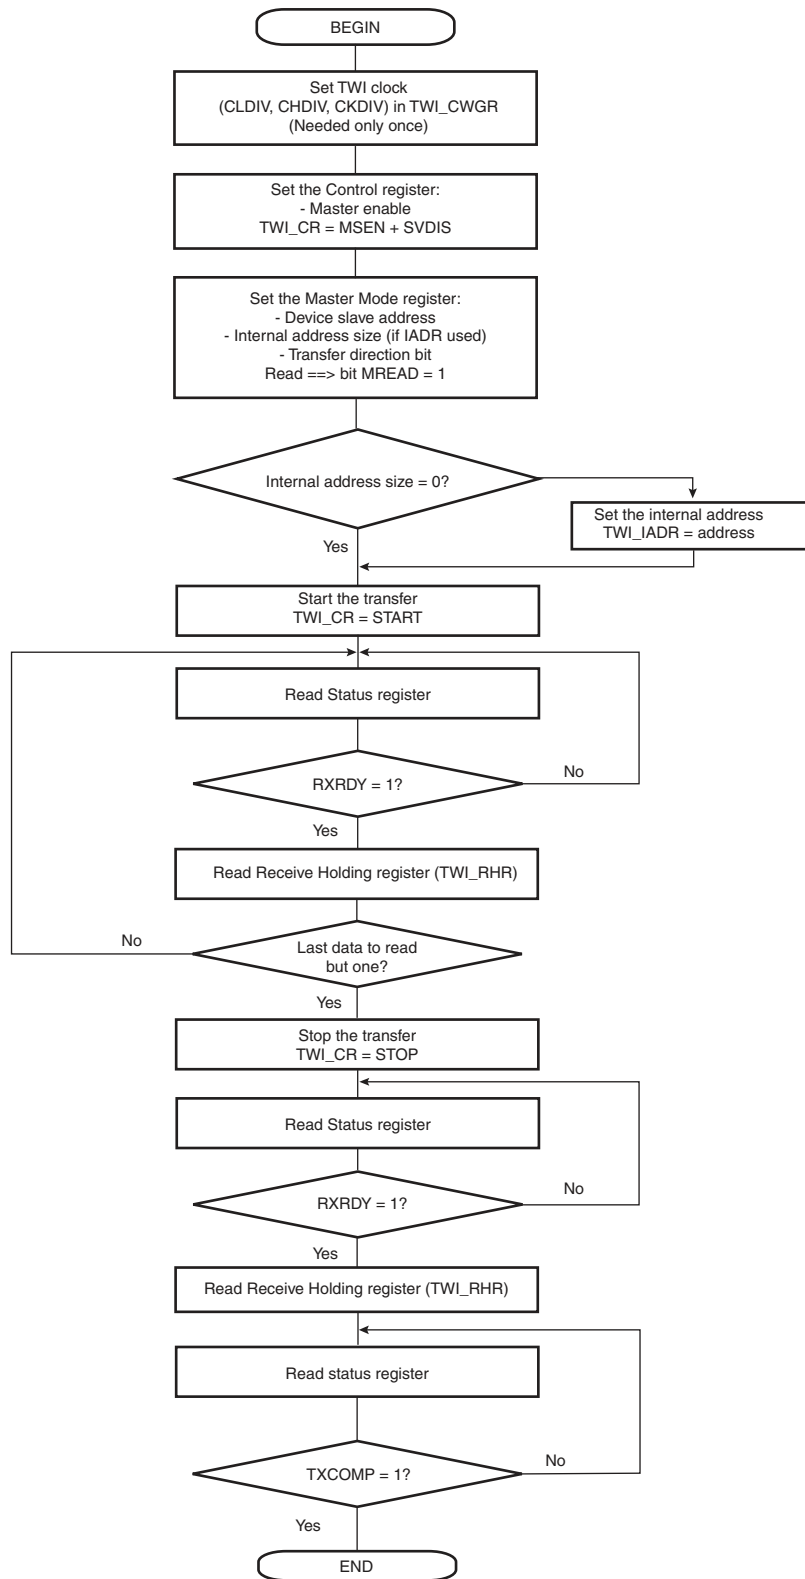 BEGIN
Set TWI clock
(CLDIV, CHDIV, CKDIV) in TWI_CWGR
(Needed only once)
Set the Control register:
- Master enable
TWI_CR = MSEN + SVDIS
Set the Master Mode register:
- Device slave address
- Internal address size (if IADR used)
- Transfer direction bit
Read ==> bit MREAD = 1
Internal address size = 0?
Set the internal address
TWI_IADR = address
Yes
Start the transfer
TWI_CR = START
Read Status register
RXRDY = 1?
No
Yes
Read Receive Holding register (TWI_RHR)
No
Last data to read
but one?
Yes
Stop the transfer
TWI_CR = STOP
Read Status register
RXRDY = 1?
No
Yes
Read Receive Holding register (TWI_RHR)
Read status register
TXCOMP = 1?
No
Yes
END